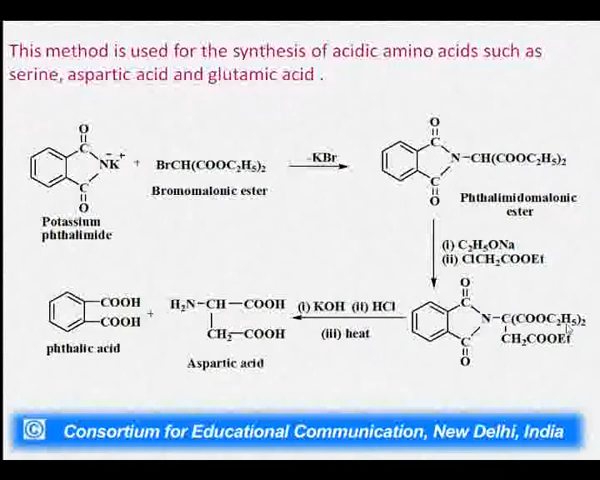 This method is used for the synthesis of acidic amino acids such as
serine, aspartic acid and glutamic acid .
O
C
NK
- +
C
O
+
BrCH(COOC2H5)2
Bromomalonic ester
-KBr
Potassium
phthalimide
O
C
N-CH(COOC2H5)2
C
O
Phthalimidomalonic
ester
(i) C2H5ONa
(ii) ClCH2COOEt
O
C
N-C(COOC2H5)2
CH2COOEt
C
O
(i) KOH (ii) HCl
(iii) heat
H2N-CH-COOH
CH2-COOH
Aspartic acid
+
COOH
COOH
phthalic acid
© Consortium for Educational Communication, New Delhi, India